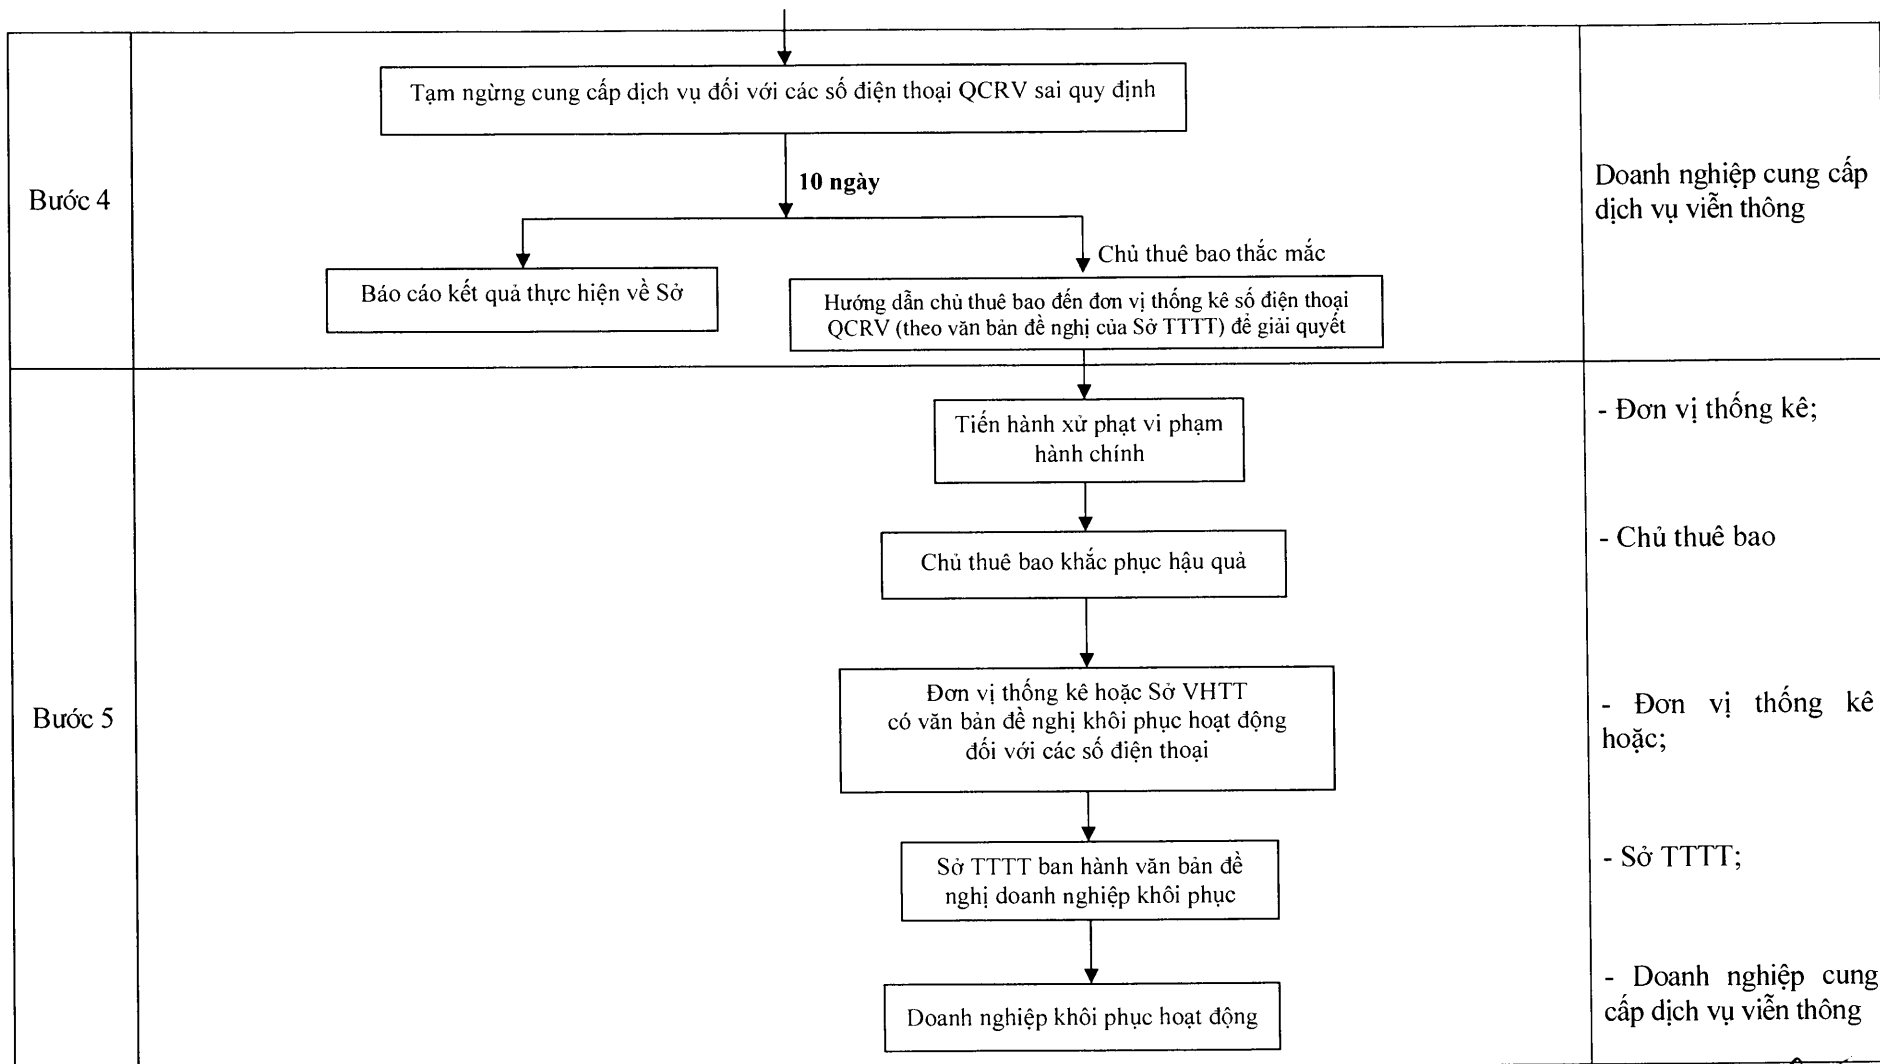 Bước 4
Tạm ngừng cung cấp dịch vụ đối với các số điện thoại QCRV sai quy định
10 ngày
Chủ thuê bao thắc mắc
Báo cáo kết quả thực hiện về Sở
Hướng dẫn chủ thuê bao đến đơn vị thống kê số điện thoại
QCRV (theo văn bản đề nghị của Sở TTTT) để giải quyết
Doanh nghiệp cung cấp
dịch vụ viễn thông
Bước 5
Tiến hành xử phạt vi phạm
hành chính
Chủ thuê bao khắc phục hậu quả
Đơn vị thống kê hoặc Sở VHTT
có văn bản đề nghị khôi phục hoạt động
đối với các số điện thoại
Sở TTTT ban hành văn bản đề
nghị doanh nghiệp khôi phục
Doanh nghiệp khôi phục hoạt động
- Đơn vị thống kê;
- Chủ thuê bao
- Đơn vị thống kê
hoặc;
- Sở TTTT;
- Doanh nghiệp cung
cấp dịch vụ viễn thông